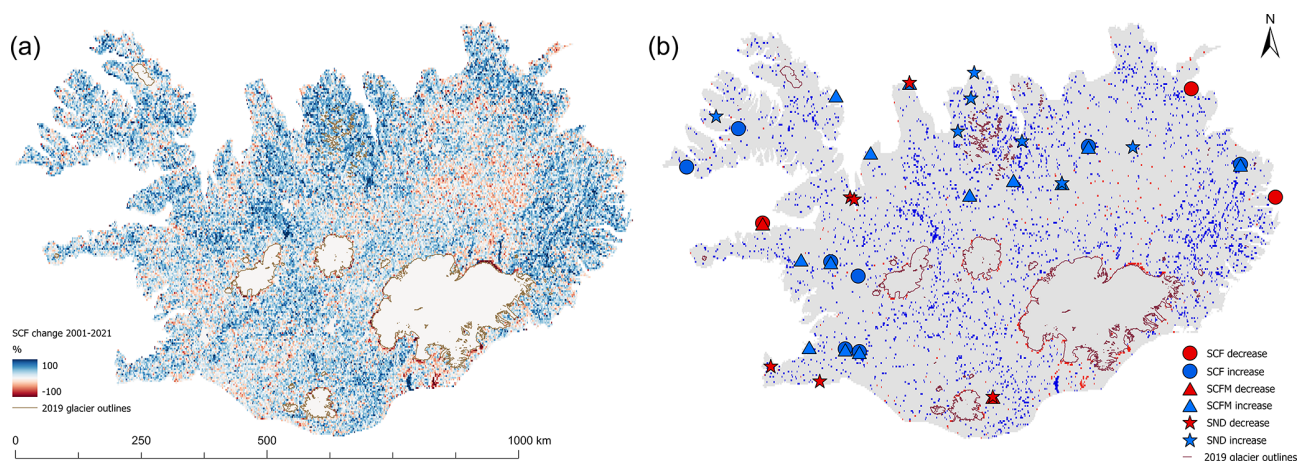 (a)
SCF change 2001-2021
%
100
-100
2019 glacier outlines
0 250 500 1000 km
(b)
N
SCF decrease
SCF increase
SCFM decrease
SCFM increase
SND decrease
SND increase
2019 glacier outlines